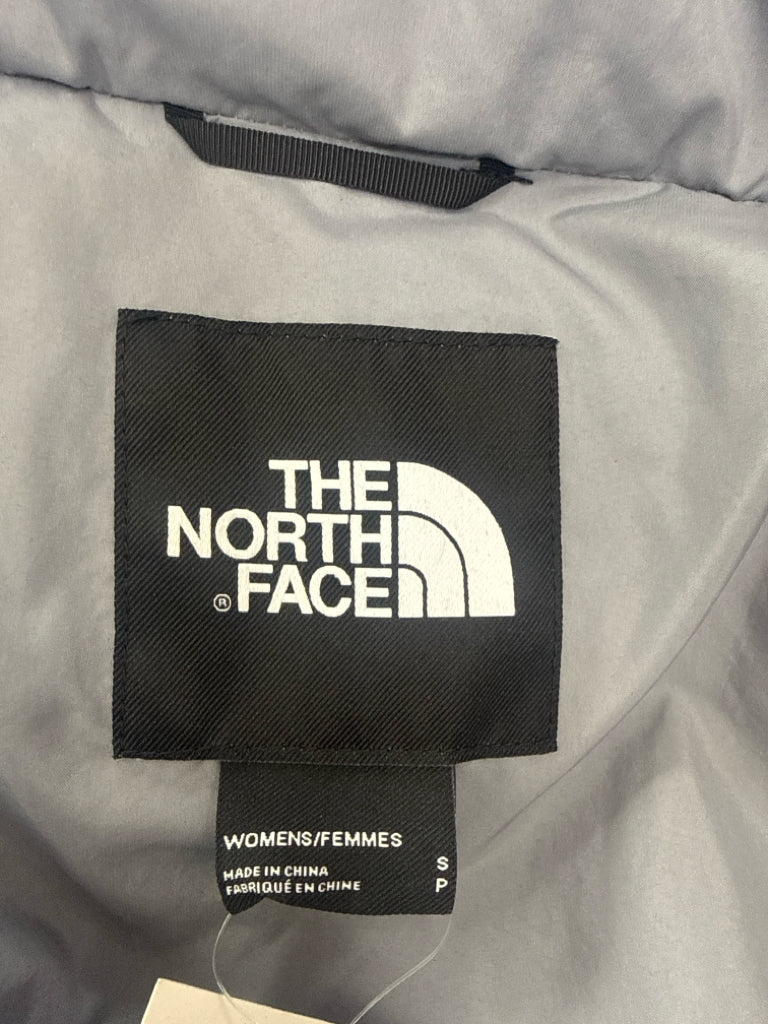 THE
NORTH
® FACE
WOMENS/FEMMES
S
MADE IN CHINA
FABRIQUÉ EN CHINE
P